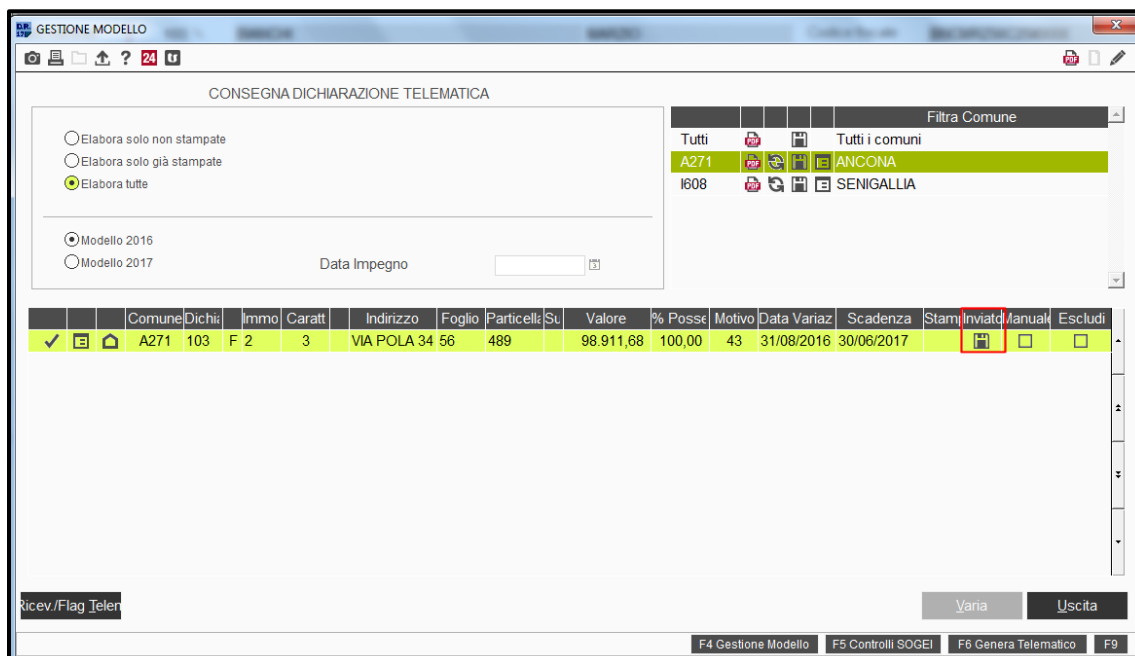 GESTIONE MODELLO
? 24
CONSEGNA DICHIARAZIONE TELEMATICA
Elabora solo non stampate
Elabora solo già stampate
Elabora tutte
Modello 2016
Modello 2017
Data Impegno
Filtra Comune
Tutti PDF Tutti i comuni
A271 PDF ANCONA
I608 PDF SENIGALLIA
Comune Dichia Immo Caratt Indirizzo Foglio Particella Su Valore % Posse Motivo Data Variaz Scadenza Stam Inviato Manuale Escludi
A271 103 F 2 3 VIA POLA 34 56 489 98.911,68 100,00 43 31/08/2016 30/06/2017
Ricev./Flag Telem
Varia Uscita
F4 Gestione Modello F5 Controlli SOGEI F6 Genera Telematico F9